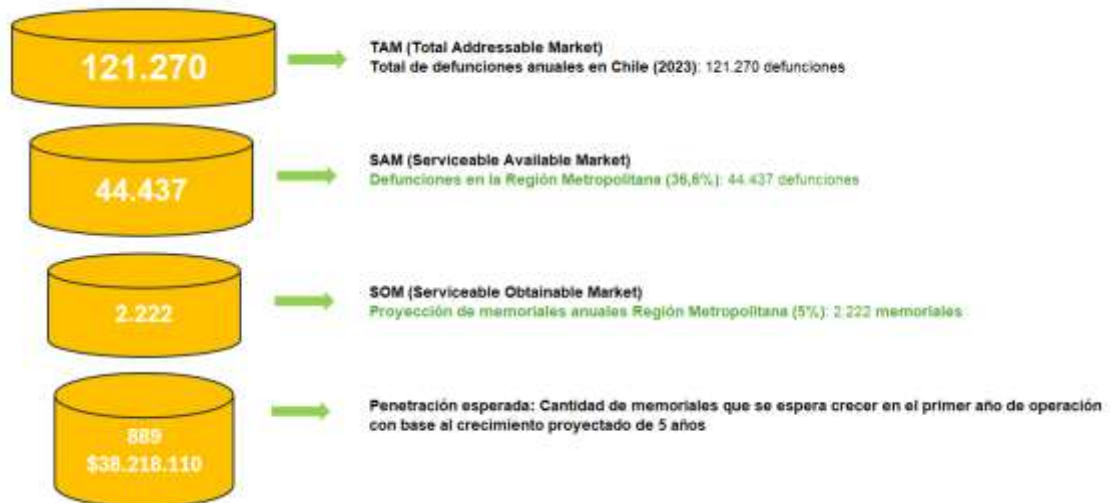 121.270
TAM (Total Addressable Market)
Total de defunciones anuales en Chile (2023): 121.270 defunciones
44.437
SAM (Serviceable Available Market)
Defunciones en la Región Metropolitana (36,6%): 44.437 defunciones
2.222
SOM (Serviceable Obtainable Market)
Proyección de memoriales anuales Región Metropolitana (5%): 2.222 memoriales
889
$38.218.110
Penetración esperada: Cantidad de memoriales que se espera crecer en el primer año de operación
con base al crecimiento proyectado de 5 años